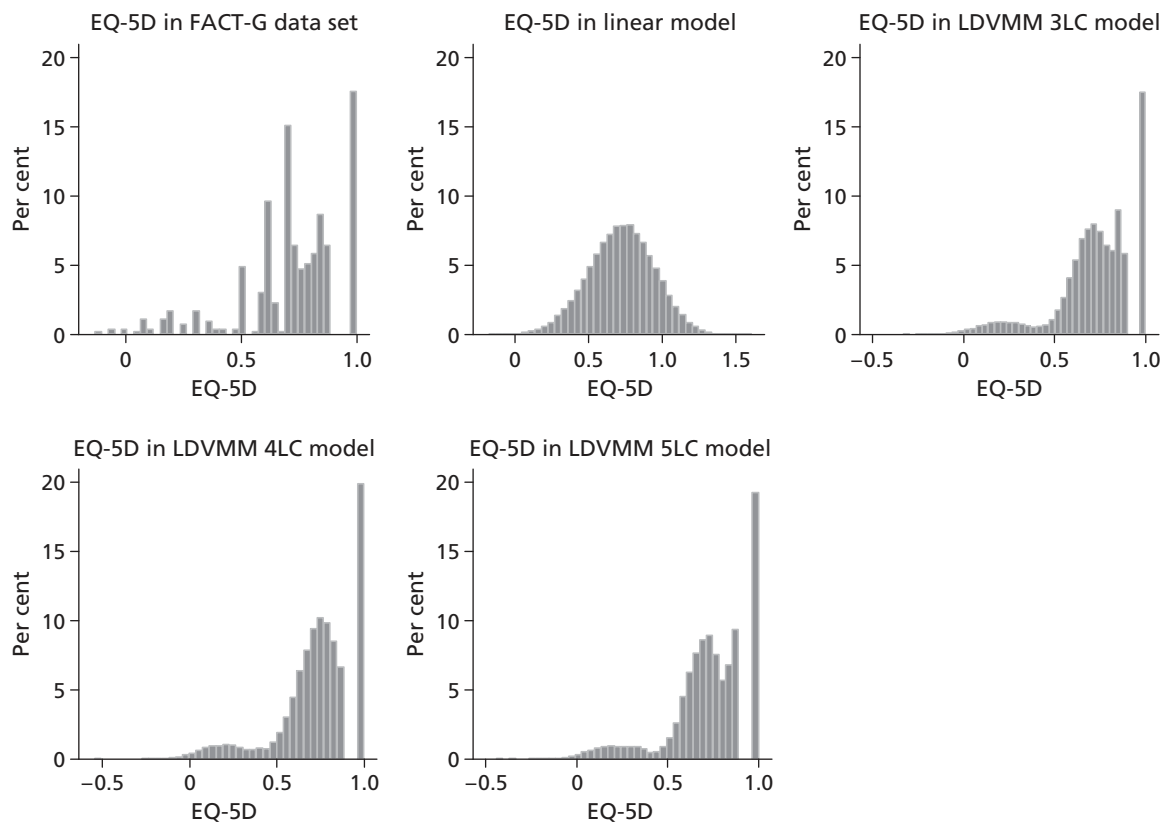 EQ-5D in FACT-G data set
20
15
10
5
0
Per cent
0
0.5
1.0
EQ-5D
EQ-5D in linear model
20
15
10
5
0
Per cent
0
0.5
1.0
1.5
EQ-5D
EQ-5D in LDVMM 3LC model
20
15
10
5
0
Per cent
−0.5
0
0.5
1.0
EQ-5D
EQ-5D in LDVMM 4LC model
20
15
10
5
0
Per cent
−0.5
0
0.5
1.0
EQ-5D
EQ-5D in LDVMM 5LC model
20
15
10
5
0
Per cent
−0.5
0
0.5
1.0
EQ-5D